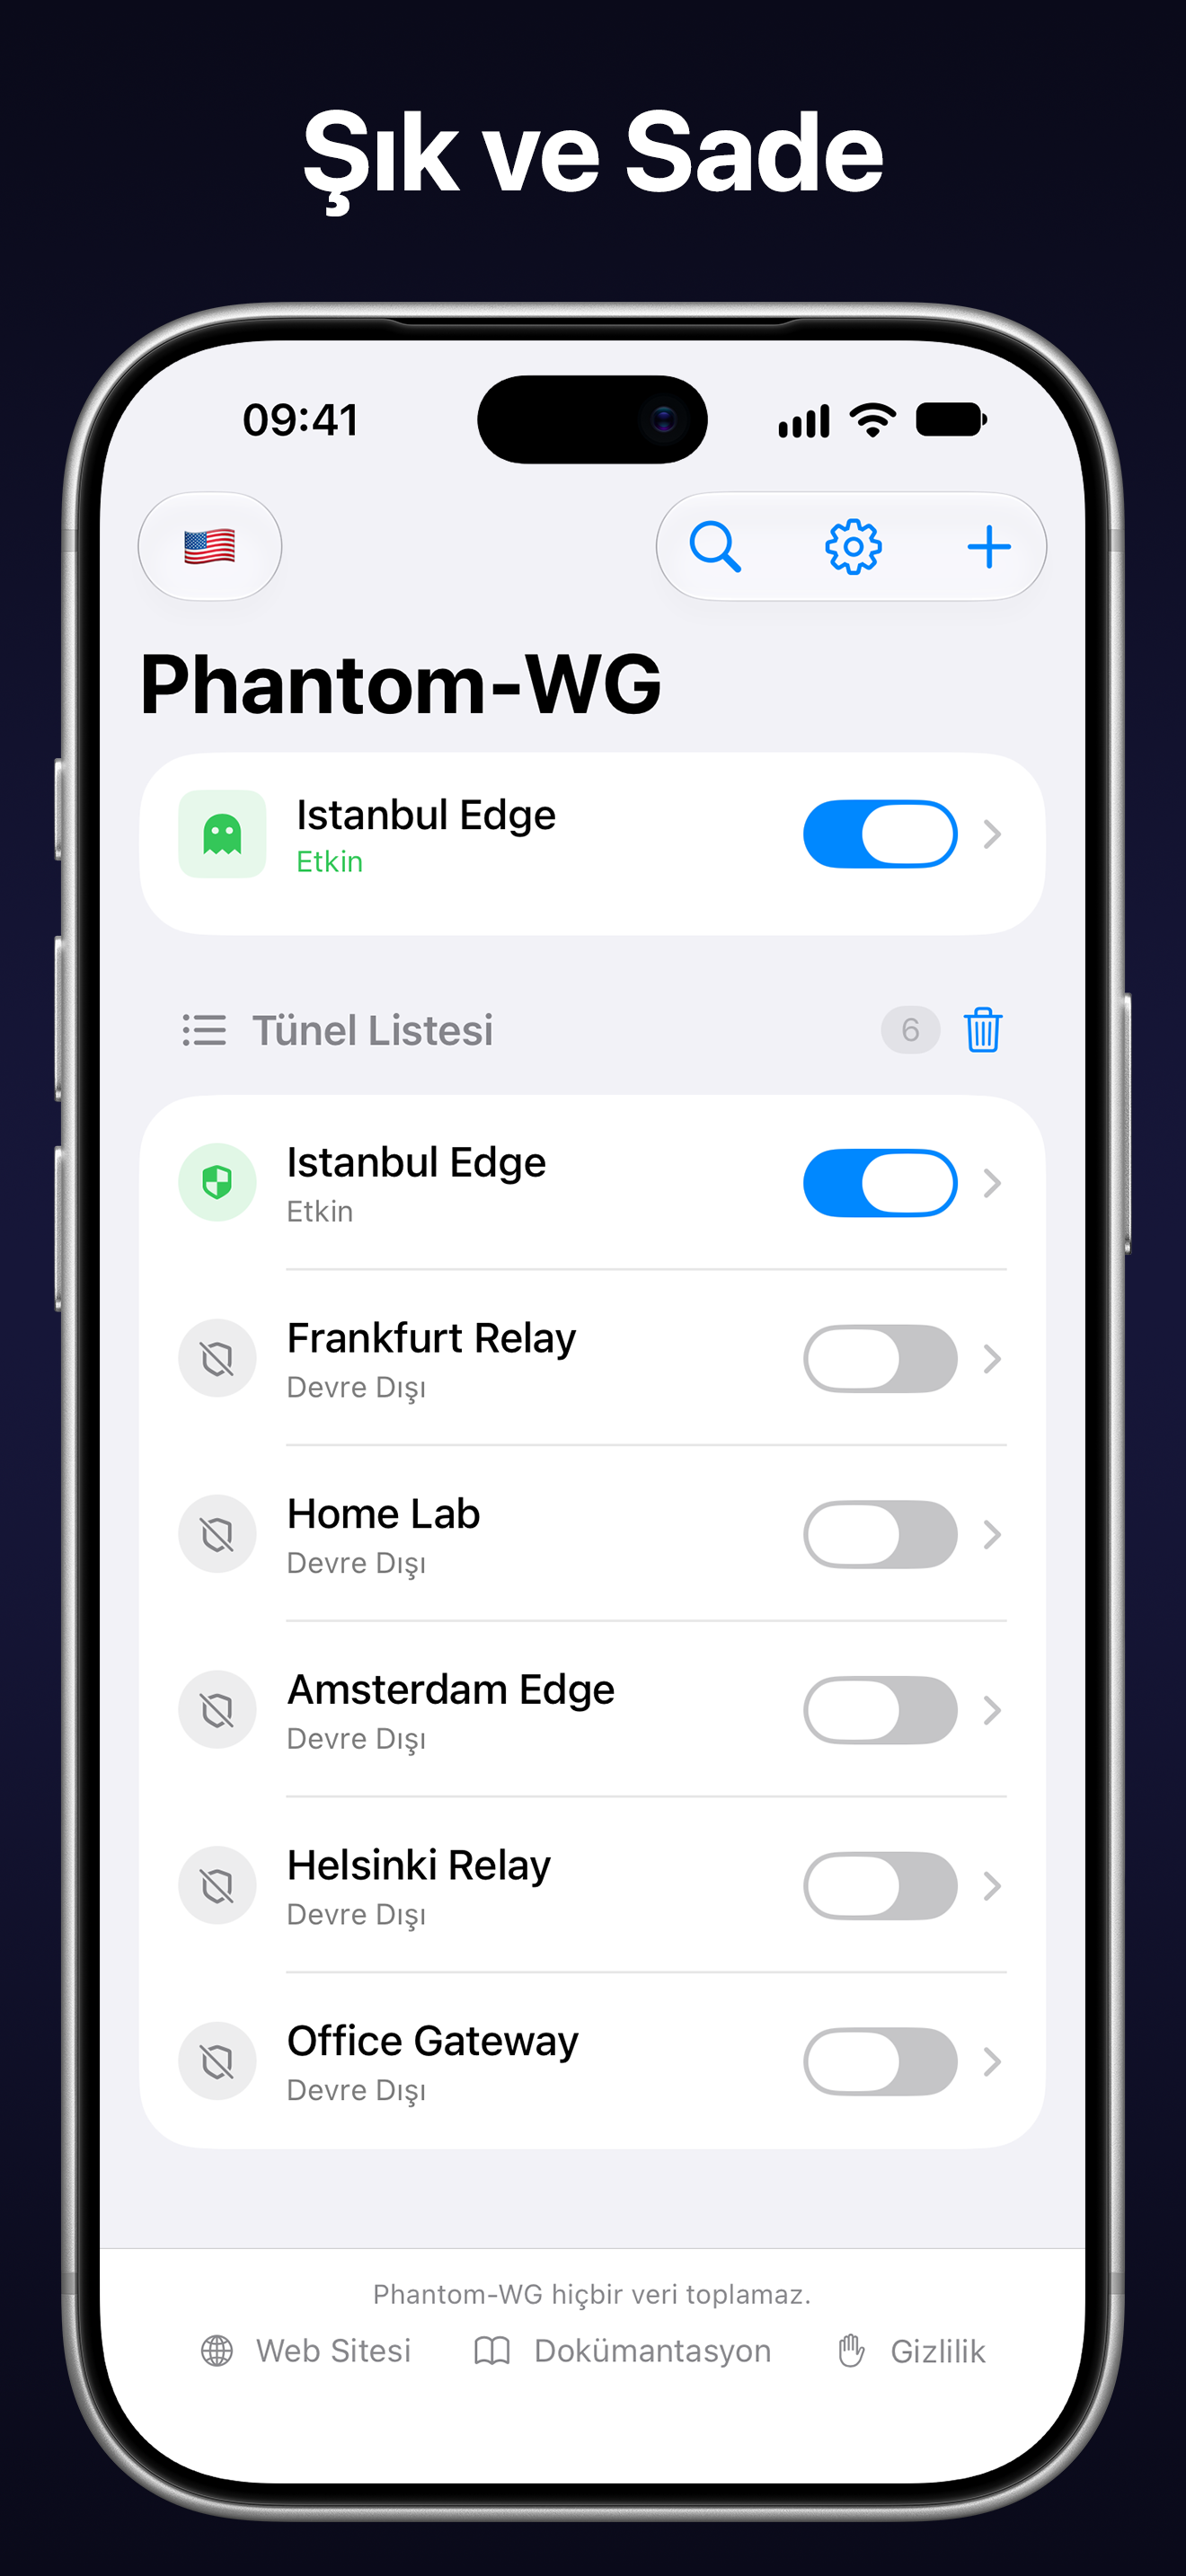 Şık ve Sade
09:41
Phantom-WG
Istanbul Edge
Etkin
Tünel Listesi
6
Istanbul Edge
Etkin
Frankfurt Relay
Devre Dışı
Home Lab
Devre Dışı
Amsterdam Edge
Devre Dışı
Helsinki Relay
Devre Dışı
Office Gateway
Devre Dışı
Phantom-WG hiçbir veri toplamaz.
Web Sitesi Dokümantasyon Gizlilik